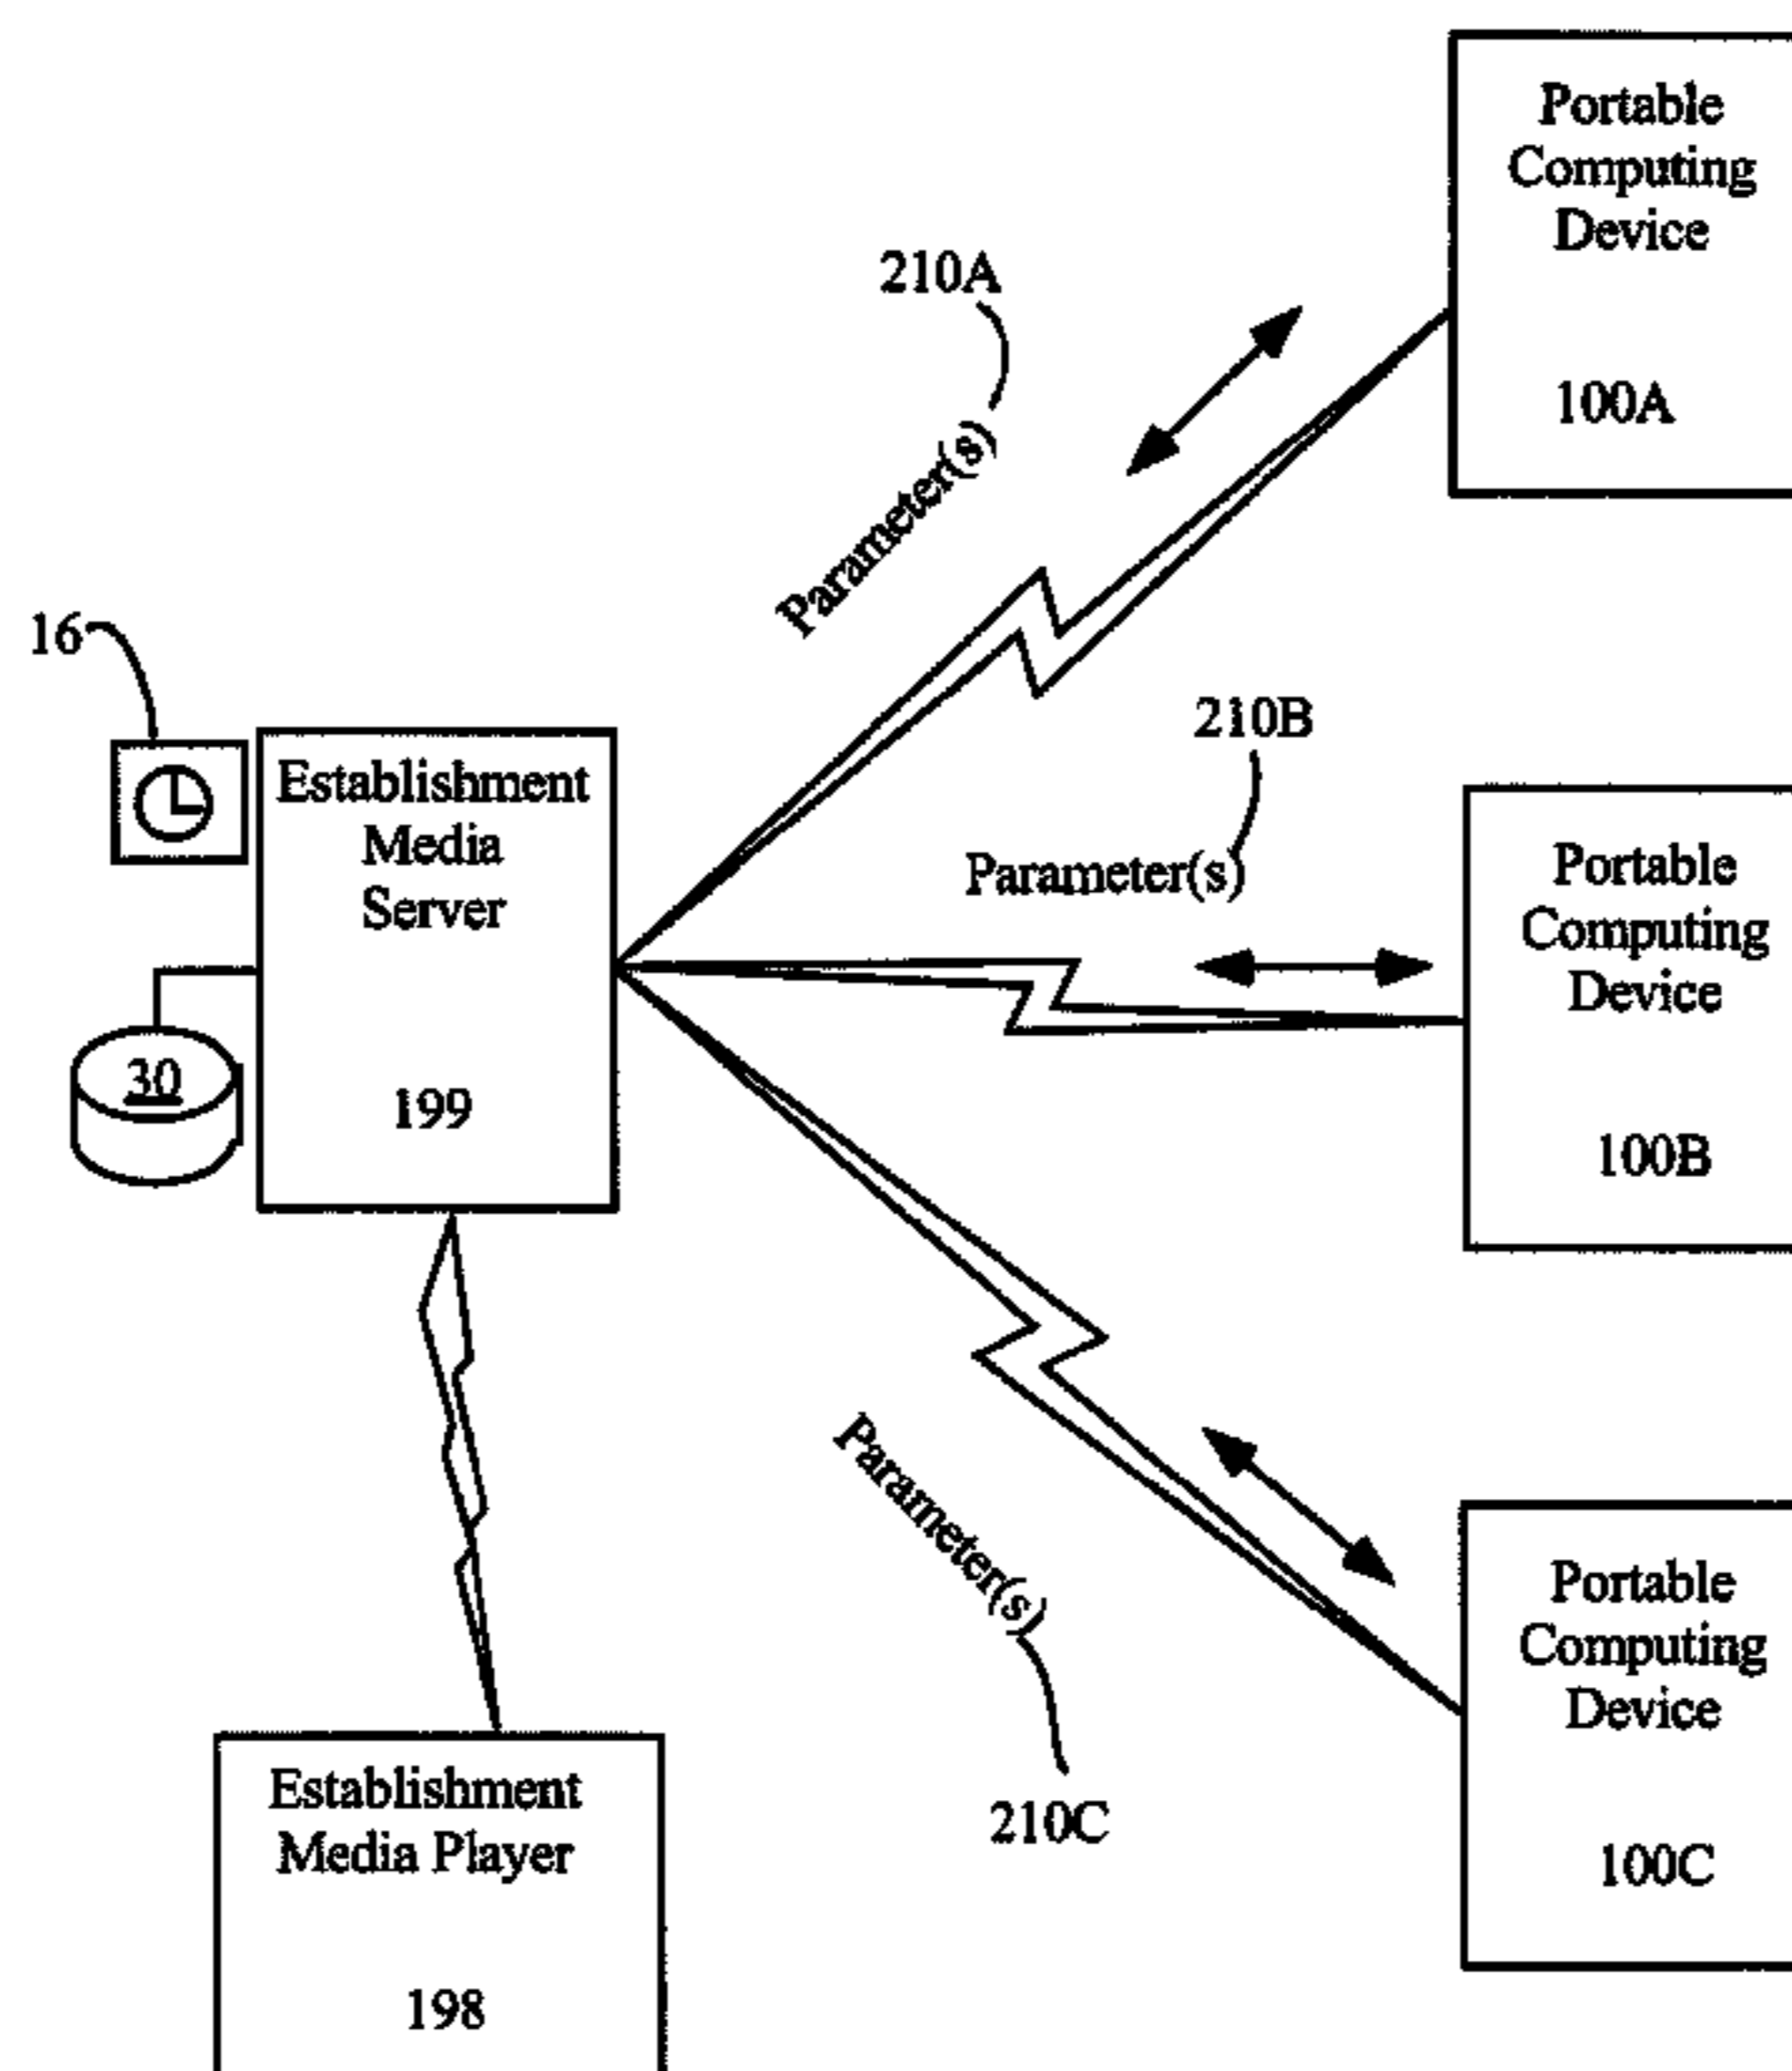 Portable
Computing
Device
100A
210A
Parameter(s)
16
210B
Establishment
Media
Server
199
Parameter(s)
Portable
Computing
Device
100B
30
Parameter(s)
210C
Portable
Computing
Device
100C
Establishment
Media Player
198